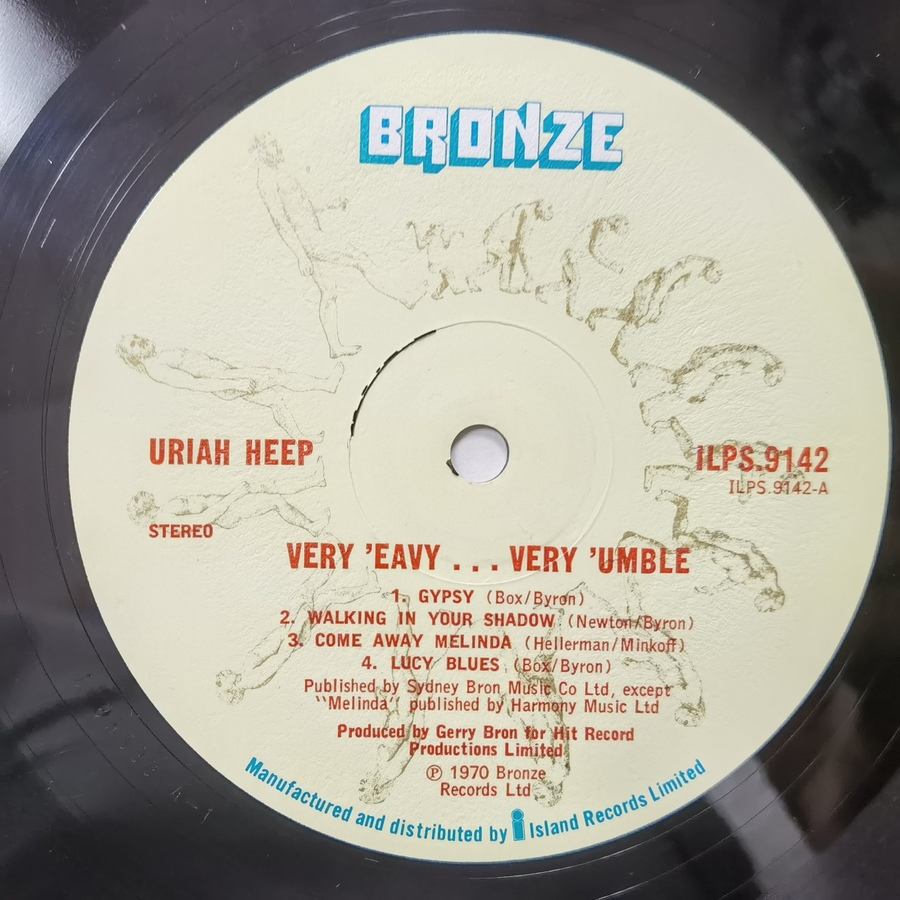 BRONZE
URIAH HEEP
ILPS.9142
ILPS.9142-A
STEREO
VERY 'EAVY . . . VERY 'UMBLE
1. GYPSY (Box/Byron)
2. WALKING IN YOUR SHADOW (Newton/Byron)
3. COME AWAY MELINDA (Hellerman/Minkoff)
4. LUCY BLUES (Box/Byron)
Published by Sydney Bron Music Co Ltd, except
"Melinda" published by Harmony Music Ltd
Produced by Gerry Bron for Hit Record
Productions Limited
℗ 1970 Bronze
Records Ltd
Manufactured and distributed by i Island Records Limited